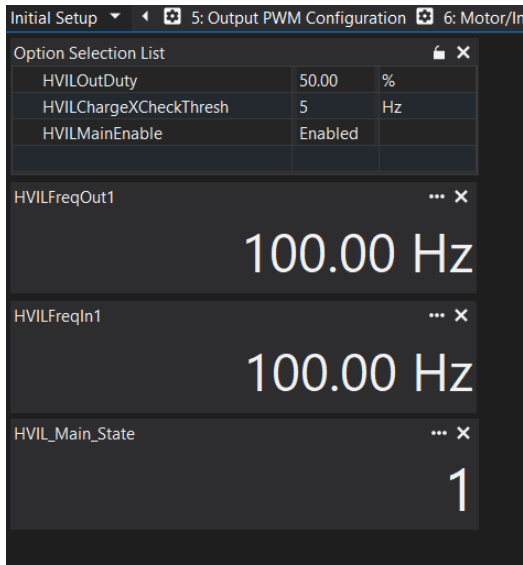 Initial Setup 5: Output PWM Configuration 6: Motor/In
Option Selection List
HVILOutDuty 50.00 %
HVILChargeXCheckThresh 5 Hz
HVILMainEnable Enabled
HVILFreqOut1
100.00 Hz
HVILFreqIn1
100.00 Hz
HVIL_Main_State
1